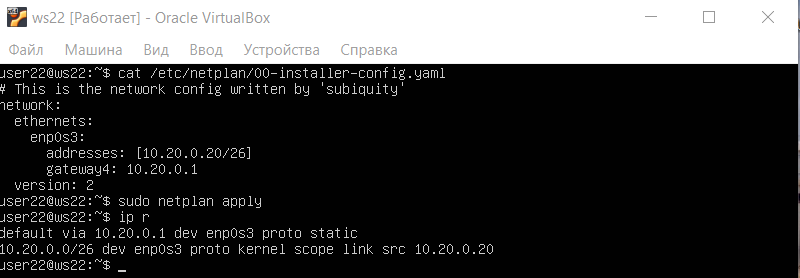 ws22 [Работает] - Oracle VirtualBox
Файл Машина Вид Ввод Устройства Справка
user22@ws22:~$ cat /etc/netplan/00-installer-config.yaml
# This is the network config written by 'subiquity'
network:
  ethernets:
    enp0s3:
      addresses: [10.20.0.20/26]
      gateway4: 10.20.0.1
  version: 2
user22@ws22:~$ sudo netplan apply
user22@ws22:~$ ip r
default via 10.20.0.1 dev enp0s3 proto static
10.20.0.0/26 dev enp0s3 proto kernel scope link src 10.20.0.20
user22@ws22:~$ _